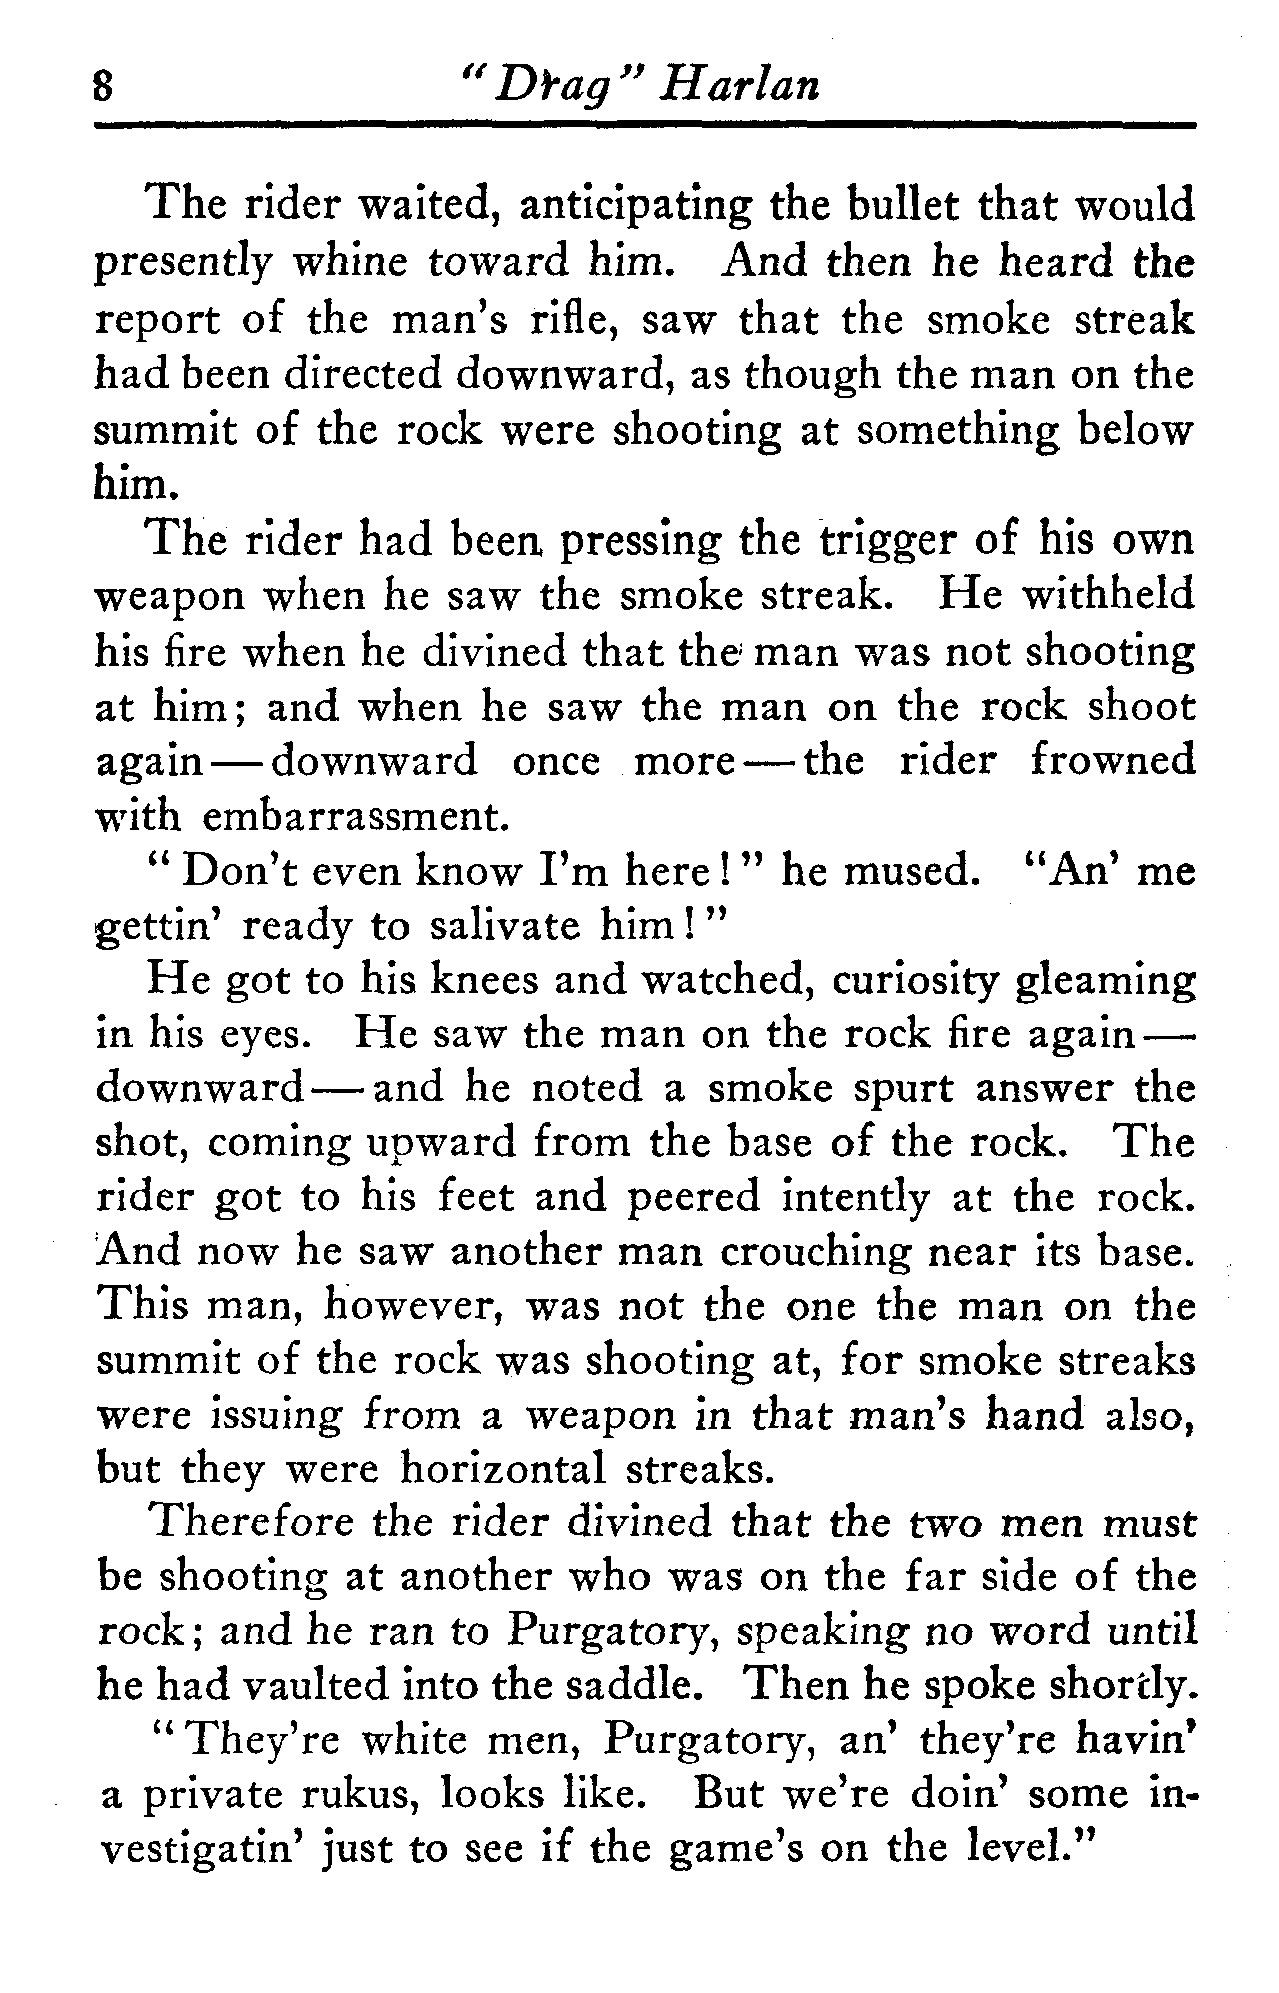 8 "Drag" Harlan
The rider waited, anticipating the bullet that would
presently whine toward him. And then he heard the
report of the man's rifle, saw that the smoke streak
had been directed downward, as though the man on the
summit of the rock were shooting at something below
him.
The rider had been pressing the trigger of his own
weapon when he saw the smoke streak. He withheld
his fire when he divined that the man was not shooting
at him; and when he saw the man on the rock shoot
again—downward once more—the rider frowned
with embarrassment.
"Don't even know I'm here!" he mused. "An' me
gettin' ready to salivate him!"
He got to his knees and watched, curiosity gleaming
in his eyes. He saw the man on the rock fire again—
downward—and he noted a smoke spurt answer the
shot, coming upward from the base of the rock. The
rider got to his feet and peered intently at the rock.
And now he saw another man crouching near its base.
This man, however, was not the one the man on the
summit of the rock was shooting at, for smoke streaks
were issuing from a weapon in that man's hand also,
but they were horizontal streaks.
Therefore the rider divined that the two men must
be shooting at another who was on the far side of the
rock; and he ran to Purgatory, speaking no word until
he had vaulted into the saddle. Then he spoke shortly.
"They're white men, Purgatory, an' they're havin'
a private rukus, looks like. But we're doin' some in-
vestigatin' just to see if the game's on the level."